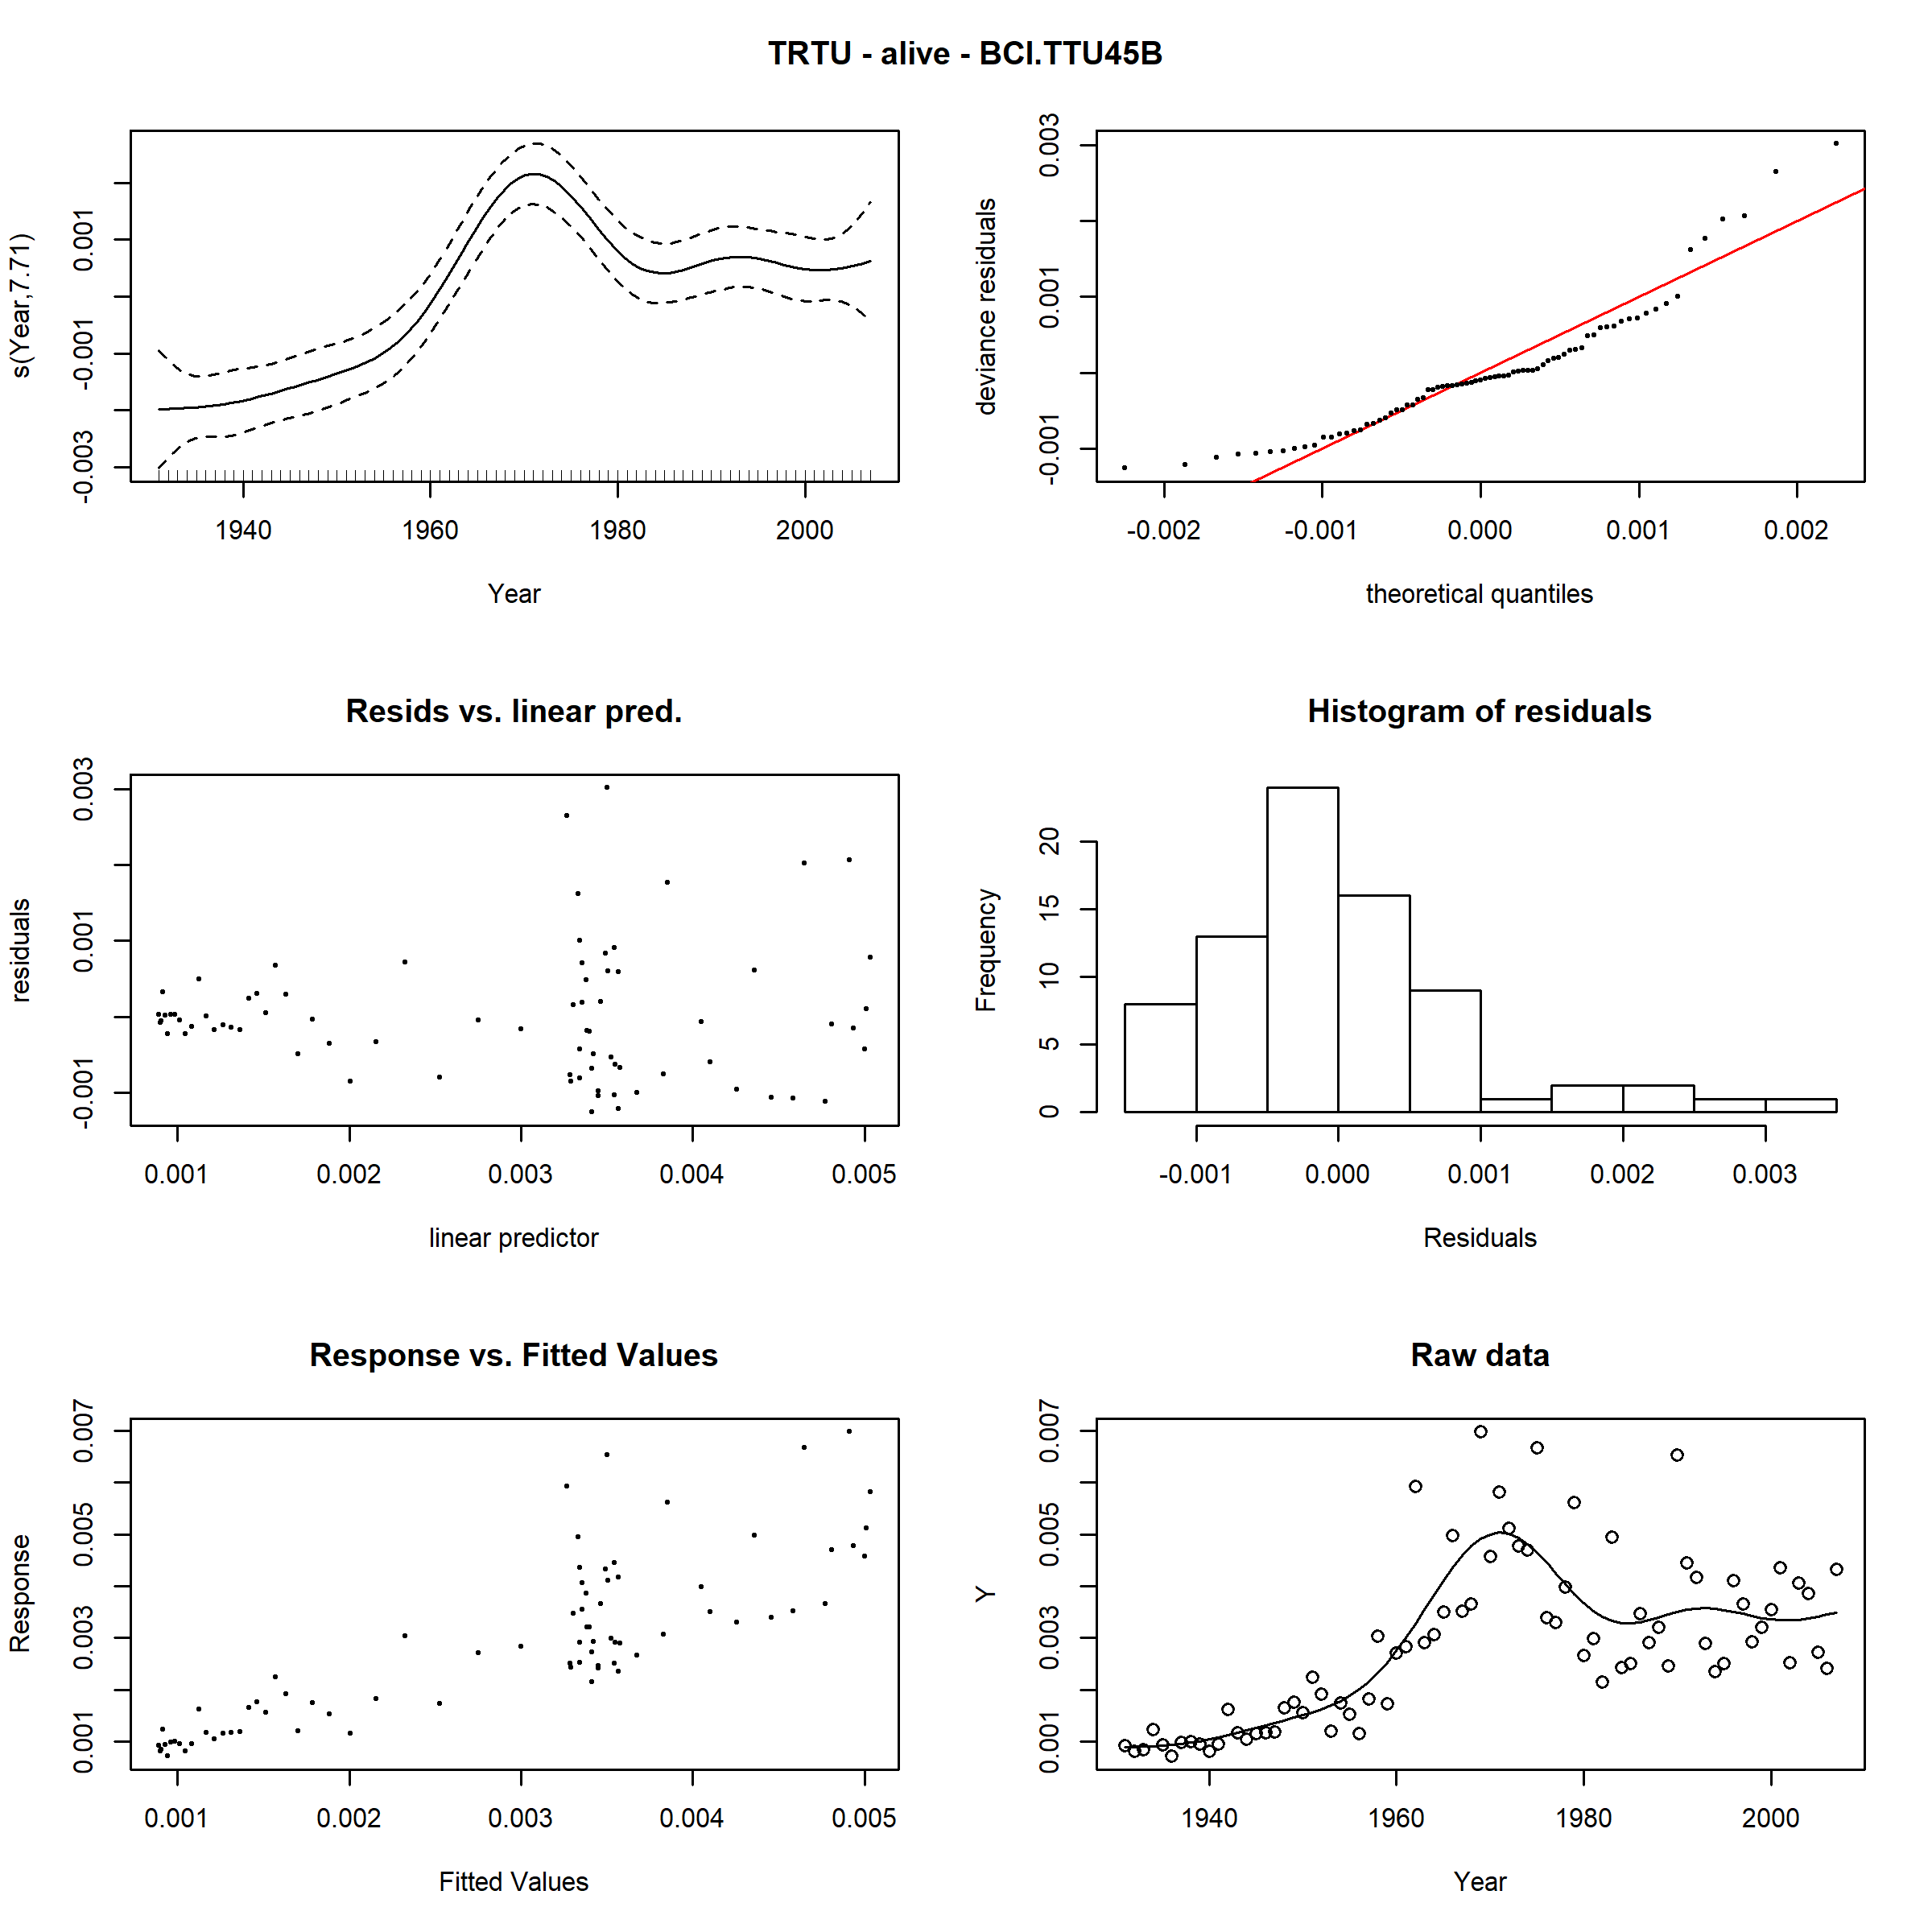 TRTU - alive - BCI.TTU45B
s(Year,7.71)
-0.003 -0.001 0.001
1940 1960 1980 2000
Year
deviance residuals
-0.001 0.001 0.003
-0.002 -0.001 0.000 0.001 0.002
theoretical quantiles
Resids vs. linear pred.
residuals
-0.001 0.001 0.003
0.001 0.002 0.003 0.004 0.005
linear predictor
Histogram of residuals
Frequency
0 5 10 15 20
-0.001 0.000 0.001 0.002 0.003
Residuals
Response vs. Fitted Values
Response
0.001 0.003 0.005 0.007
0.001 0.002 0.003 0.004 0.005
Fitted Values
Raw data
Y
0.001 0.003 0.005 0.007
1940 1960 1980 2000
Year